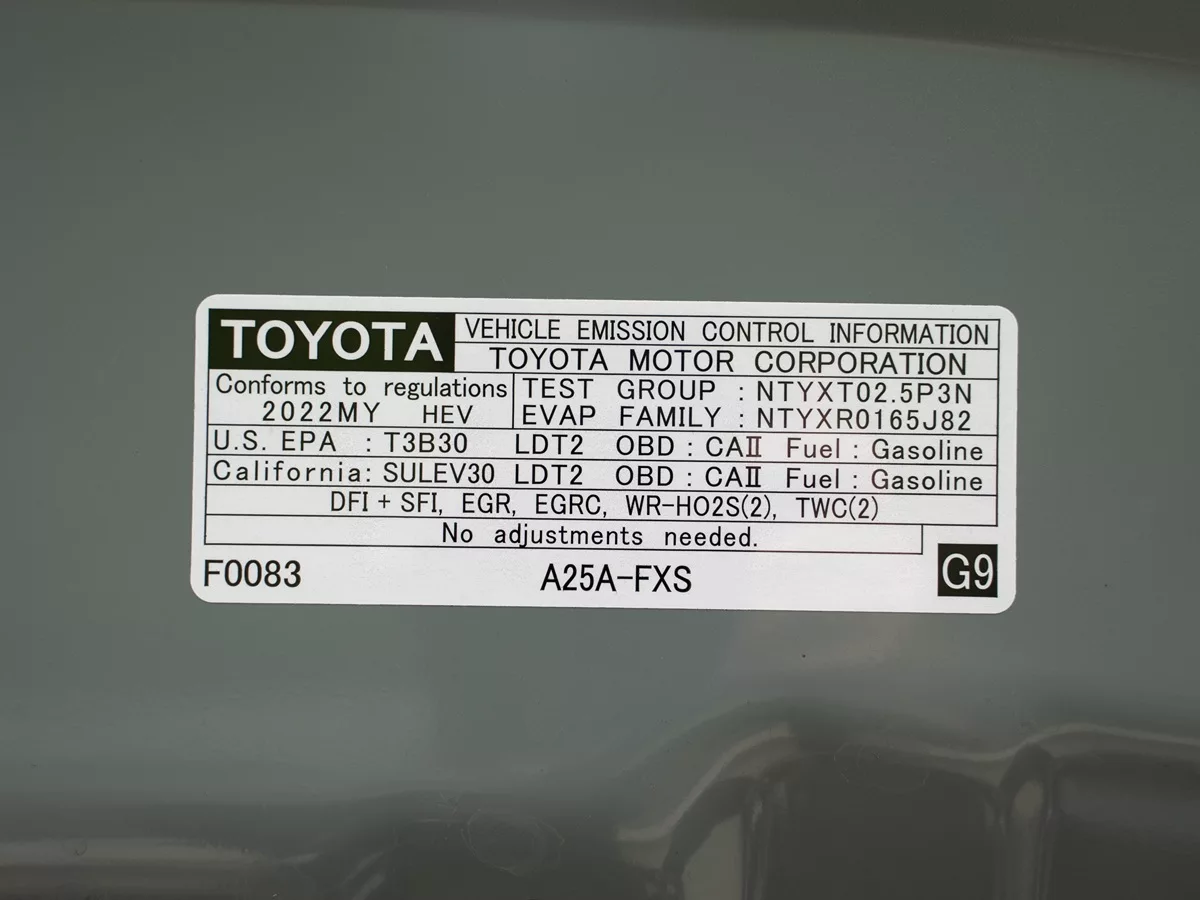 TOYOTA VEHICLE EMISSION CONTROL INFORMATION
TOYOTA MOTOR CORPORATION
Conforms to regulations TEST GROUP : NTYXT02.5P3N
2022MY HEV EVAP FAMILY : NTYXR0165J82
U.S. EPA : T3B30 LDT2 OBD : CAⅡ Fuel : Gasoline
California: SULEV30 LDT2 OBD : CAⅡ Fuel : Gasoline
DFI + SFI, EGR, EGRC, WR-HO2S(2), TWC(2)
No adjustments needed.
F0083 A25A-FXS G9